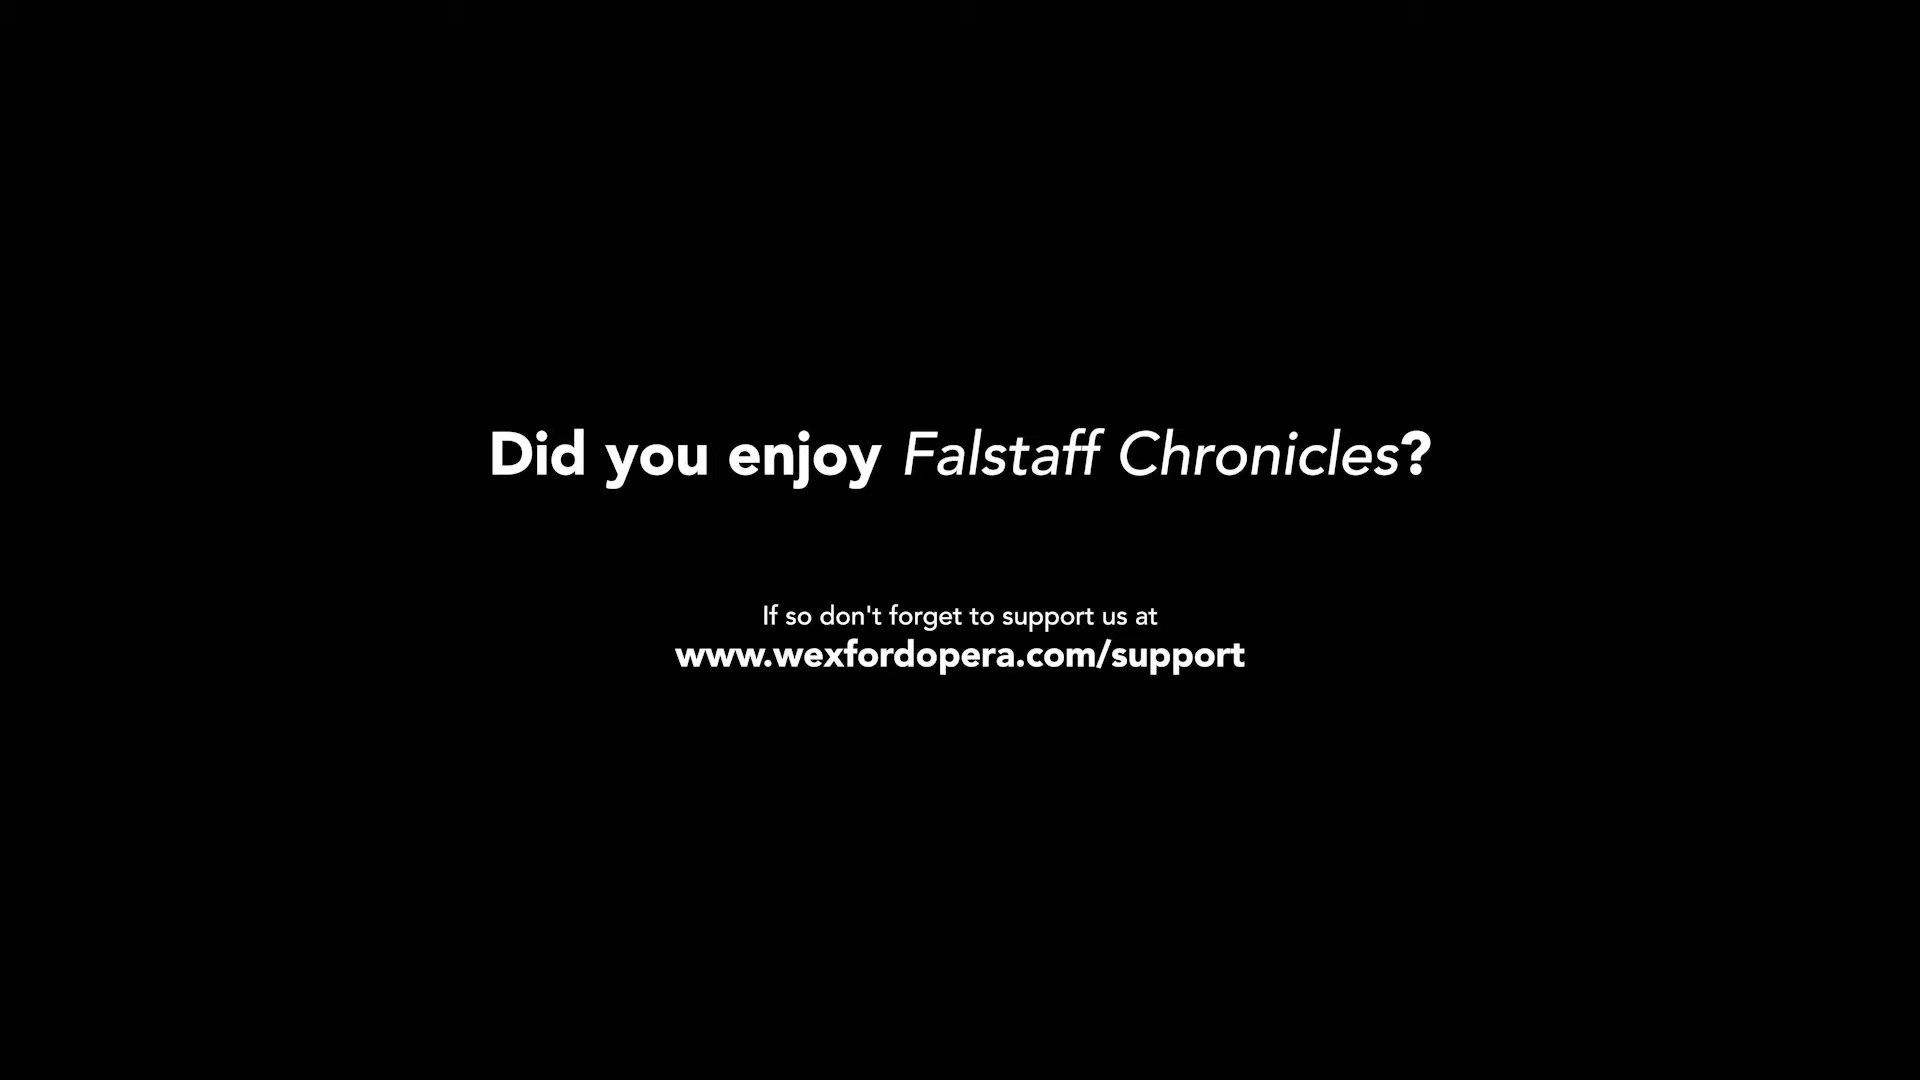 Did you enjoy Falstaff Chronicles?
If so don't forget to support us at
www.wexfordopera.com/support